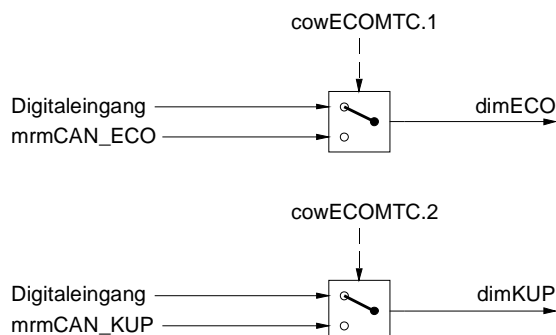 cowECOMTC.1
Digitaleingang
dimECO
mrmCAN_ECO
cowECOMTC.2
Digitaleingang
dimKUP
mrmCAN_KUP